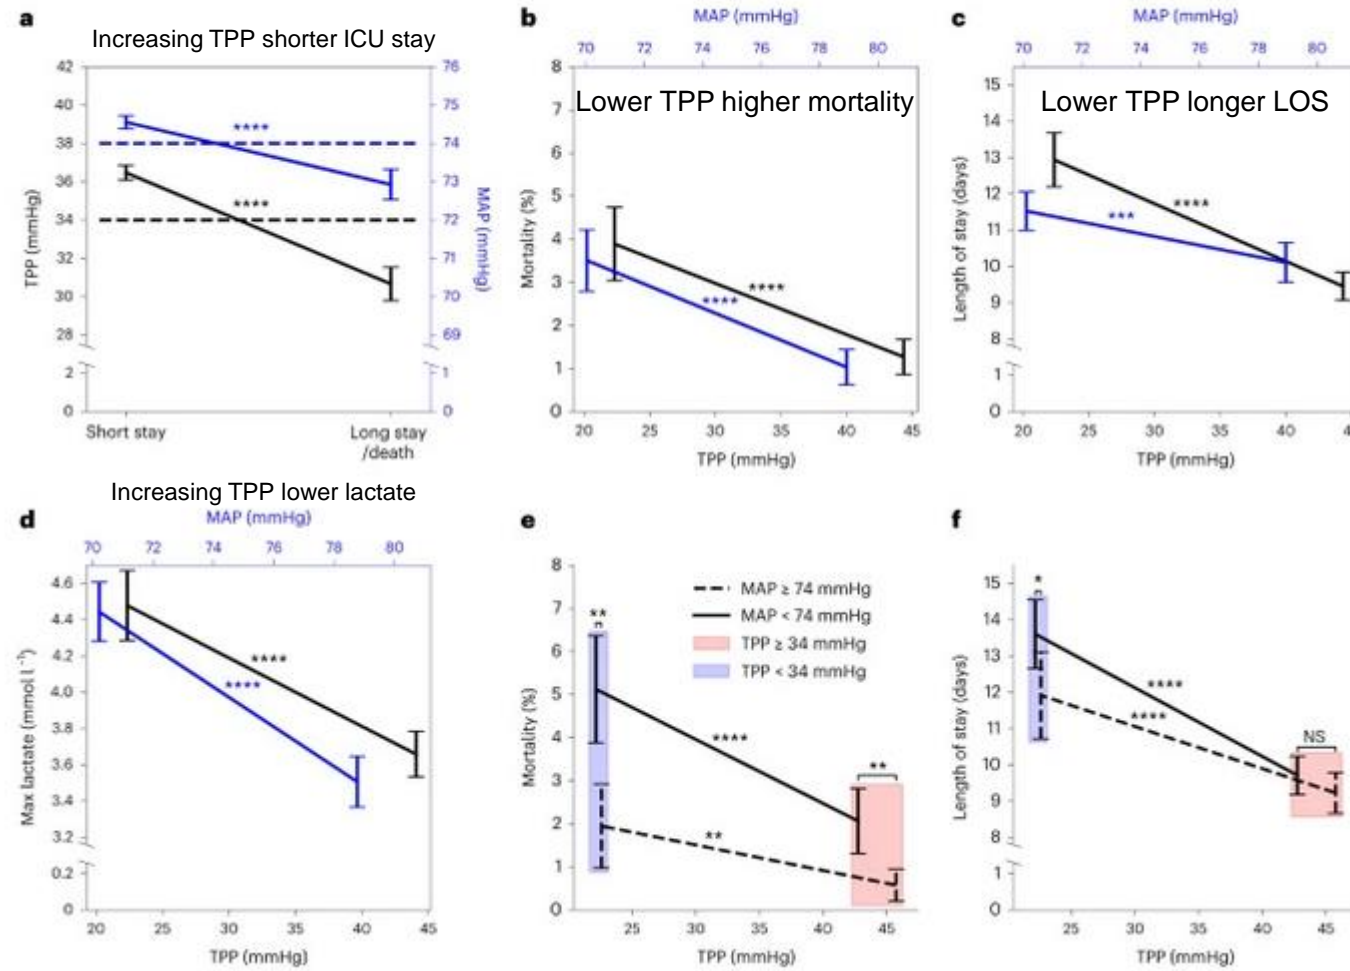 a
Increasing TPP shorter ICU stay
42
40
38
36
34
32
30
28
2
0
TPP (mmHg)
76
75
74
73
72
71
70
69
1
0
MAP (mmHg)
****
****
Short stay
Long stay
/death
b
MAP (mmHg)
70 72 74 76 78 80
Lower TPP higher mortality
8
7
6
5
4
3
2
1
0
Mortality (%)
****
****
20 25 30 35 40 45
TPP (mmHg)
c
MAP (mmHg)
70 72 74 76 78 80
Lower TPP longer LOS
15
14
13
12
11
10
9
8
1
0
Length of stay (days)
****
***
20 25 30 35 40 4
TPP (mmHg)
Increasing TPP lower lactate
d
MAP (mmHg)
70 72 74 76 78 80
4.6
4.4
4.2
4.0
3.8
3.6
3.4
3.2
0.2
0
Max lactate (mmol l⁻¹)
****
****
20 25 30 35 40 45
TPP (mmHg)
e
8
7
6
5
4
3
2
1
0
Mortality (%)
MAP ≥ 74 mmHg
MAP < 74 mmHg
TPP ≥ 34 mmHg
TPP < 34 mmHg
**
****
**
**
25 30 35 40 45
TPP (mmHg)
f
15
14
13
12
11
10
9
8
1
0
Length of stay (days)
*
****
****
NS
25 30 35 40 45
TPP (mmHg)